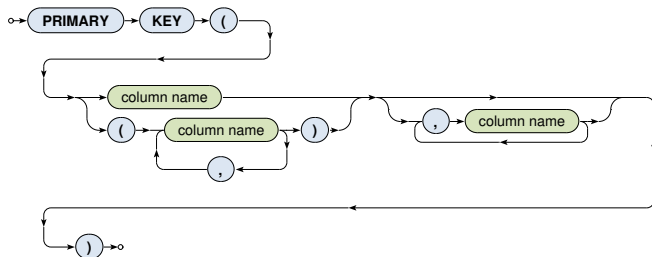 PRIMARY KEY (
column name
( column name ) , column name
,
)